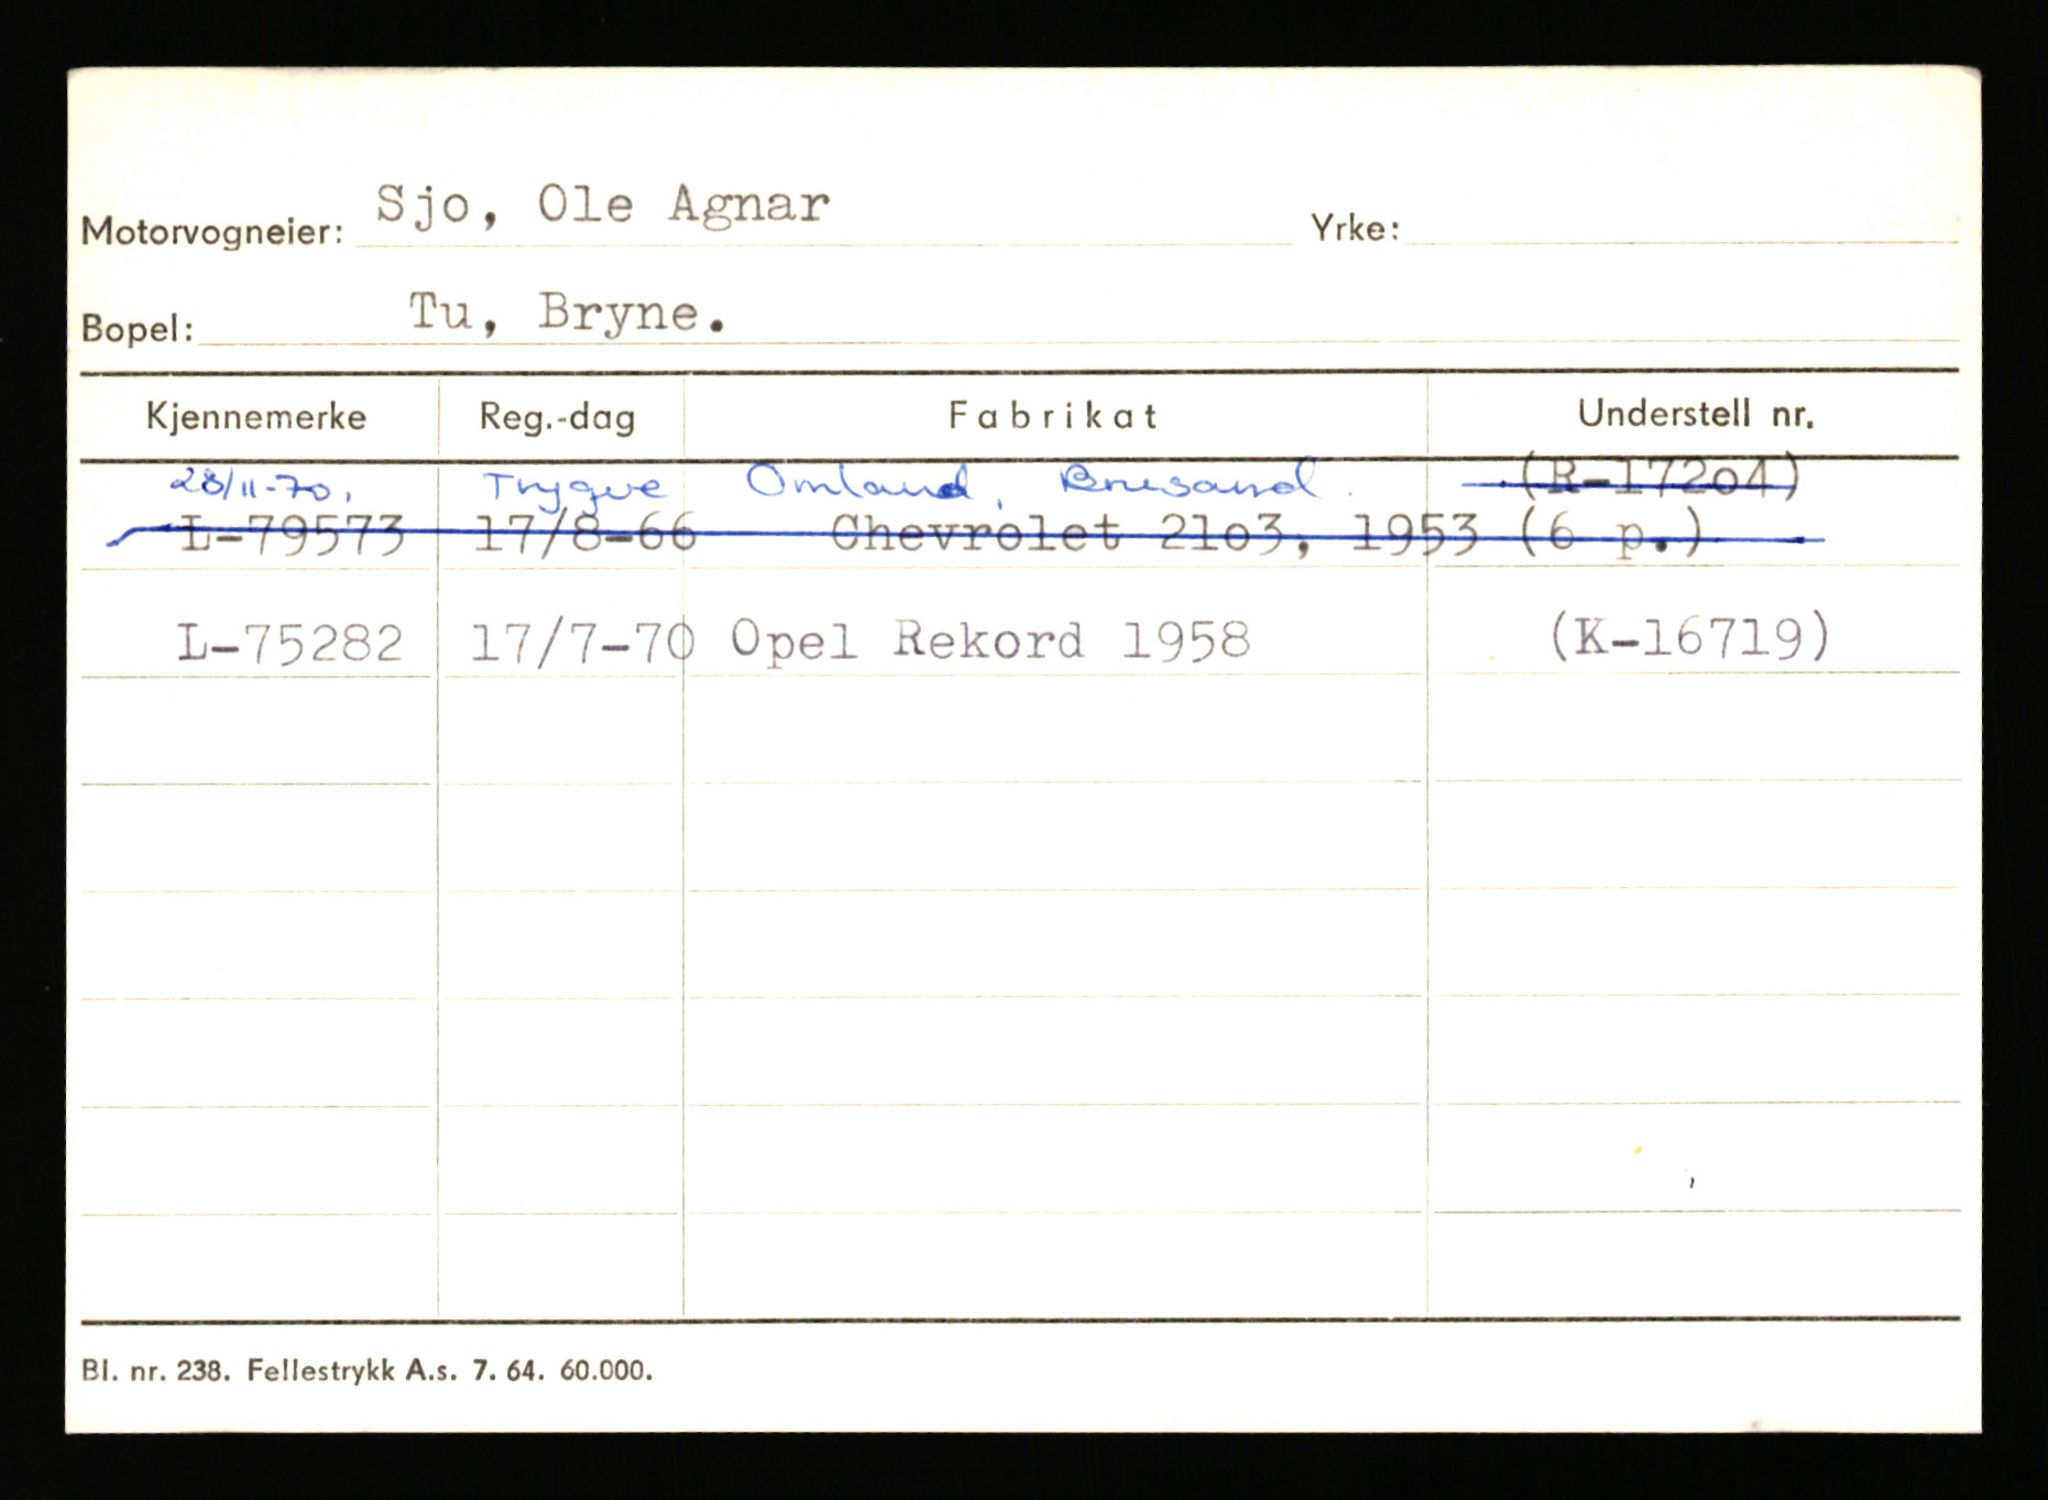 Motorvogneier: Sjo, Ole Agnar Yrke:
Bopel: Tu, Bryne.
Kjennemerke Reg.-dag Fabrikat Understell nr.
28/11-70. Trygve Omland, Brusand. (R-172o4)
L-79573 17/8-66 Chevrolet 21o3, 1953 (6 p.)
L-75282 17/7-70 Opel Rekord 1958 (K-16719)
Bl. nr. 238. Fellestrykk A.s. 7. 64. 60.000.